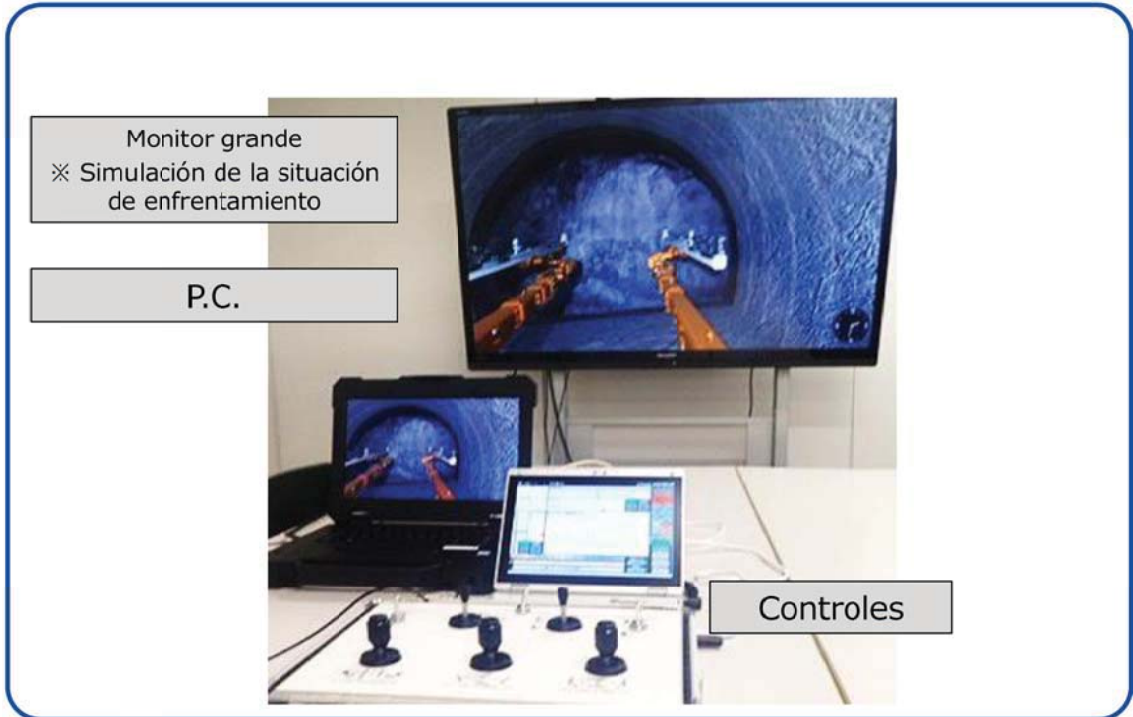 Monitor grande
※ Simulación de la situación
de enfrentamiento
P.C.
Controles